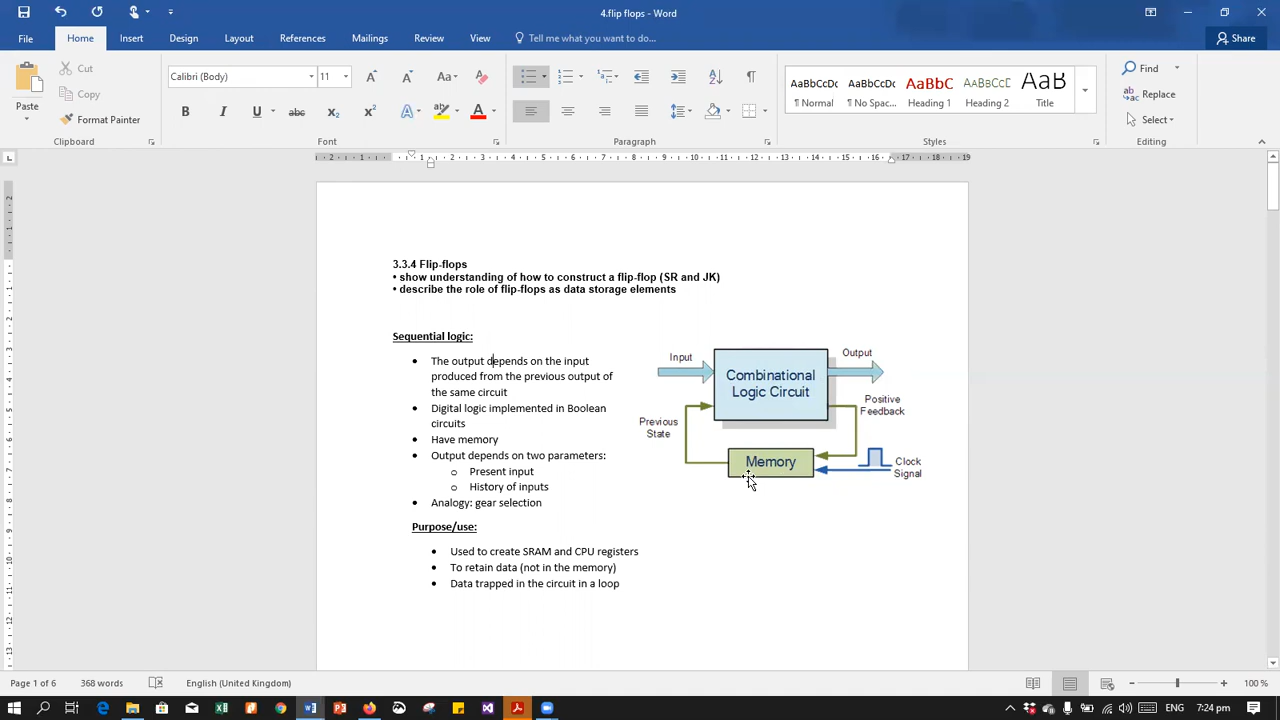 4.flip flops - Word
File
Home
Insert
Design
Layout
References
Mailings
Review
View
Tell me what you want to do...
Share
Paste
Cut
Copy
Format Painter
Clipboard
Calibri (Body)
11
Font
Paragraph
AaBbCcDc
¶ Normal
AaBbCcDc
¶ No Spac...
AaBbC
Heading 1
AaBbCcD
Heading 2
AaB
Title
Styles
Find
Replace
Select
Editing
3.3.4 Flip-flops
• show understanding of how to construct a flip-flop (SR and JK)
• describe the role of flip-flops as data storage elements
Sequential logic:
• The output depends on the input
produced from the previous output of
the same circuit
• Digital logic implemented in Boolean
circuits
• Have memory
• Output depends on two parameters:
o Present input
o History of inputs
• Analogy: gear selection
Purpose/use:
• Used to create SRAM and CPU registers
• To retain data (not in the memory)
• Data trapped in the circuit in a loop
Input
Combinational
Logic Circuit
Output
Positive
Feedback
Previous
State
Memory
Clock
Signal
Page 1 of 6
368 words
English (United Kingdom)
100 %
ENG
7:24 pm